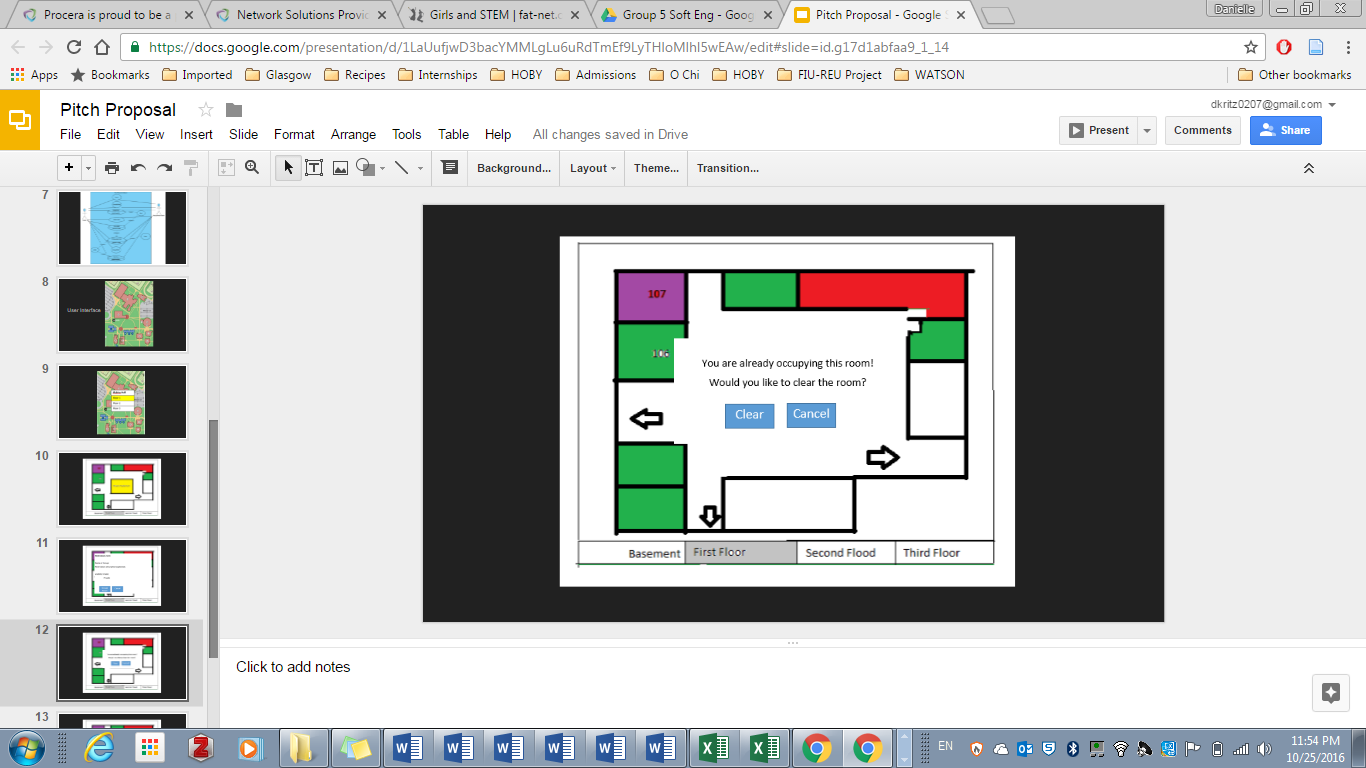 Procera is proud to be a
Network Solutions Provi
Girls and STEM | fat-net.c
Group 5 Soft Eng - Goog
Pitch Proposal - Google S
Danielle
https://docs.google.com/presentation/d/1LaUufjwD3bacYMMLgLu6uRdTmEf9LyTHIoMIhI5wEAw/edit#slide=id.g17d1abfaa9_1_14
Apps Bookmarks Imported Glasgow Recipes Internships HOBY Admissions O Chi HOBY FIU-REU Project WATSON Other bookmarks
Pitch Proposal
dkritz0207@gmail.com
File Edit View Insert Slide Format Arrange Tools Table Help All changes saved in Drive
Present Comments Share
Background... Layout Theme... Transition...
7
8
User Interface
9
10
11
12
13
107
106
You are already occupying this room!
Would you like to clear the room?
Clear Cancel
Basement First Floor Second Flood Third Floor
Click to add notes
EN
11:54 PM
10/25/2016